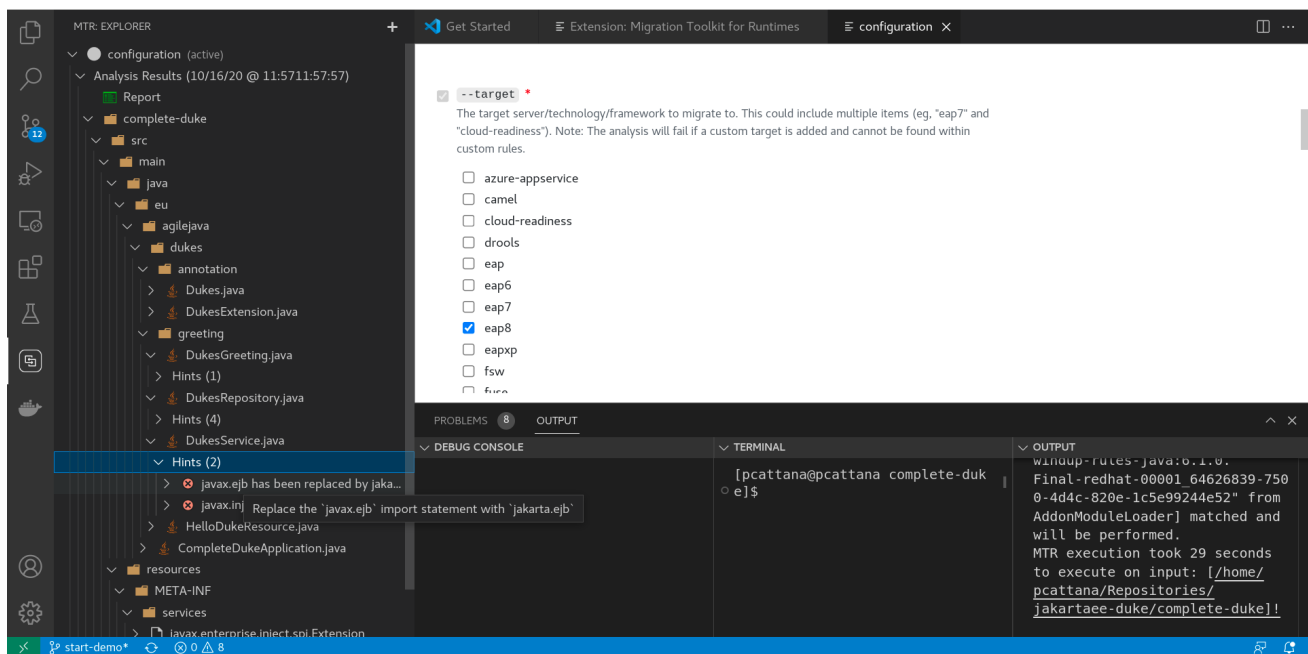 MTR: EXPLORER
configuration (active)
Analysis Results (10/16/20 @ 11:5711:57:57)
Report
complete-duke
src
main
java
eu
agilejava
dukes
annotation
Dukes.java
DukesExtension.java
greeting
DukesGreeting.java
Hints (1)
DukesRepository.java
Hints (4)
DukesService.java
Hints (2)
javax.ejb has been replaced by jaka...
javax.inj
Replace the `javax.ejb` import statement with `jakarta.ejb`
HelloDukeResource.java
CompleteDukeApplication.java
resources
META-INF
services
javax.enterprise.inject.spi.Extension
12
Get Started
Extension: Migration Toolkit for Runtimes
configuration
--target *
The target server/technology/framework to migrate to. This could include multiple items (eg, "eap7" and
"cloud-readiness"). Note: The analysis will fail if a custom target is added and cannot be found within
custom rules.
azure-appservice
camel
cloud-readiness
drools
eap
eap6
eap7
eap8
eapxp
fsw
fuse
PROBLEMS 8 OUTPUT
DEBUG CONSOLE
TERMINAL
[pcattana@pcattana complete-duk
e]$
OUTPUT
windup-rules-java:6.1.0.
Final-redhat-00001_64626839-750
0-4d4c-820e-1c5e99244e52" from
AddonModuleLoader] matched and
will be performed.
MTR execution took 29 seconds
to execute on input: [/home/
pcattana/Repositories/
jakartaee-duke/complete-duke]!
start-demo* 0 8